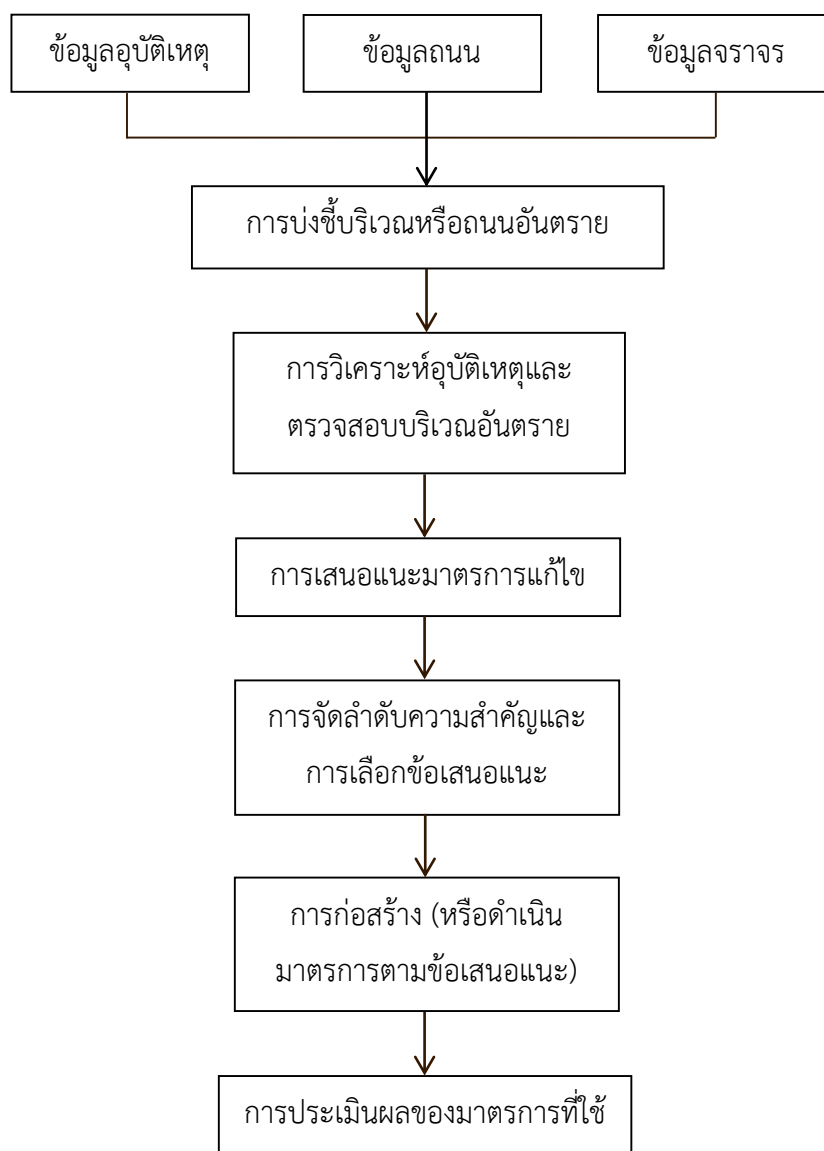 ข้อมูลอุบัติเหตุ
ข้อมูลถนน
ข้อมูลจราจร
การบ่งชี้บริเวณหรือถนนอันตราย
การวิเคราะห์อุบัติเหตุและ
ตรวจสอบบริเวณอันตราย
การเสนอแนะมาตรการแก้ไข
การจัดลำดับความสำคัญและ
การเลือกข้อเสนอแนะ
การก่อสร้าง (หรือดำเนิน
มาตรการตามข้อเสนอแนะ)
การประเมินผลของมาตรการที่ใช้